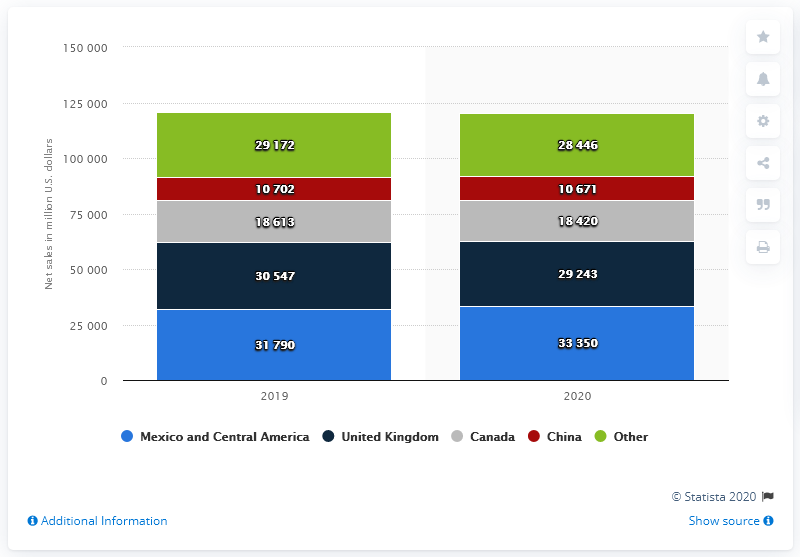 150 000
125 000
100 000
75 000
50 000
25 000
0
Net sales in million U.S. dollars
29 172
28 446
10 702
10 671
18 613
18 420
30 547
29 243
31 790
33 350
2019
2020
Mexico and Central America
United Kingdom
Canada
China
Other
© Statista 2020
Additional Information
Show source